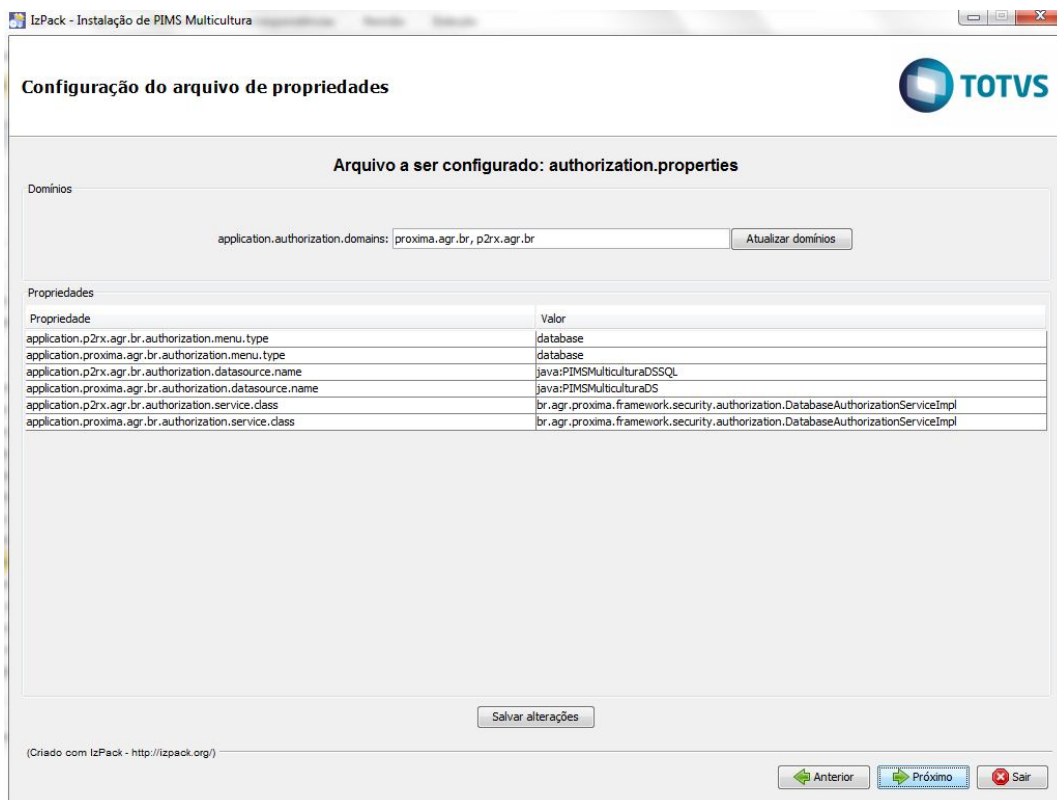 IzPack - Instalação de PIMS Multicultura
Configuração do arquivo de propriedades
TOTVS
Arquivo a ser configurado: authorization.properties
Domínios
application.authorization.domains: proxima.agr.br, p2rx.agr.br Atualizar domínios
Propriedades
Propriedade Valor
application.p2rx.agr.br.authorization.menu.type database
application.proxima.agr.br.authorization.menu.type database
application.p2rx.agr.br.authorization.datasource.name java:PIMSMulticulturaDSSQL
application.proxima.agr.br.authorization.datasource.name java:PIMSMulticulturaDS
application.p2rx.agr.br.authorization.service.class br.agr.proxima.framework.security.authorization.DatabaseAuthorizationServiceImpl
application.proxima.agr.br.authorization.service.class br.agr.proxima.framework.security.authorization.DatabaseAuthorizationServiceImpl
Salvar alterações
(Criado com IzPack - http://izpack.org/)
Anterior Próximo Sair